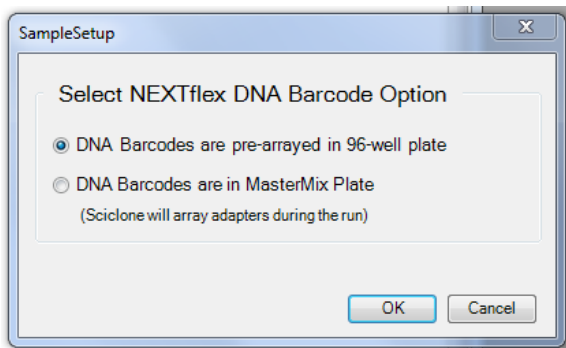 SampleSetup
Select NEXTflex DNA Barcode Option
DNA Barcodes are pre-arrayed in 96-well plate
DNA Barcodes are in MasterMix Plate
(Sciclone will array adapters during the run)
OK Cancel